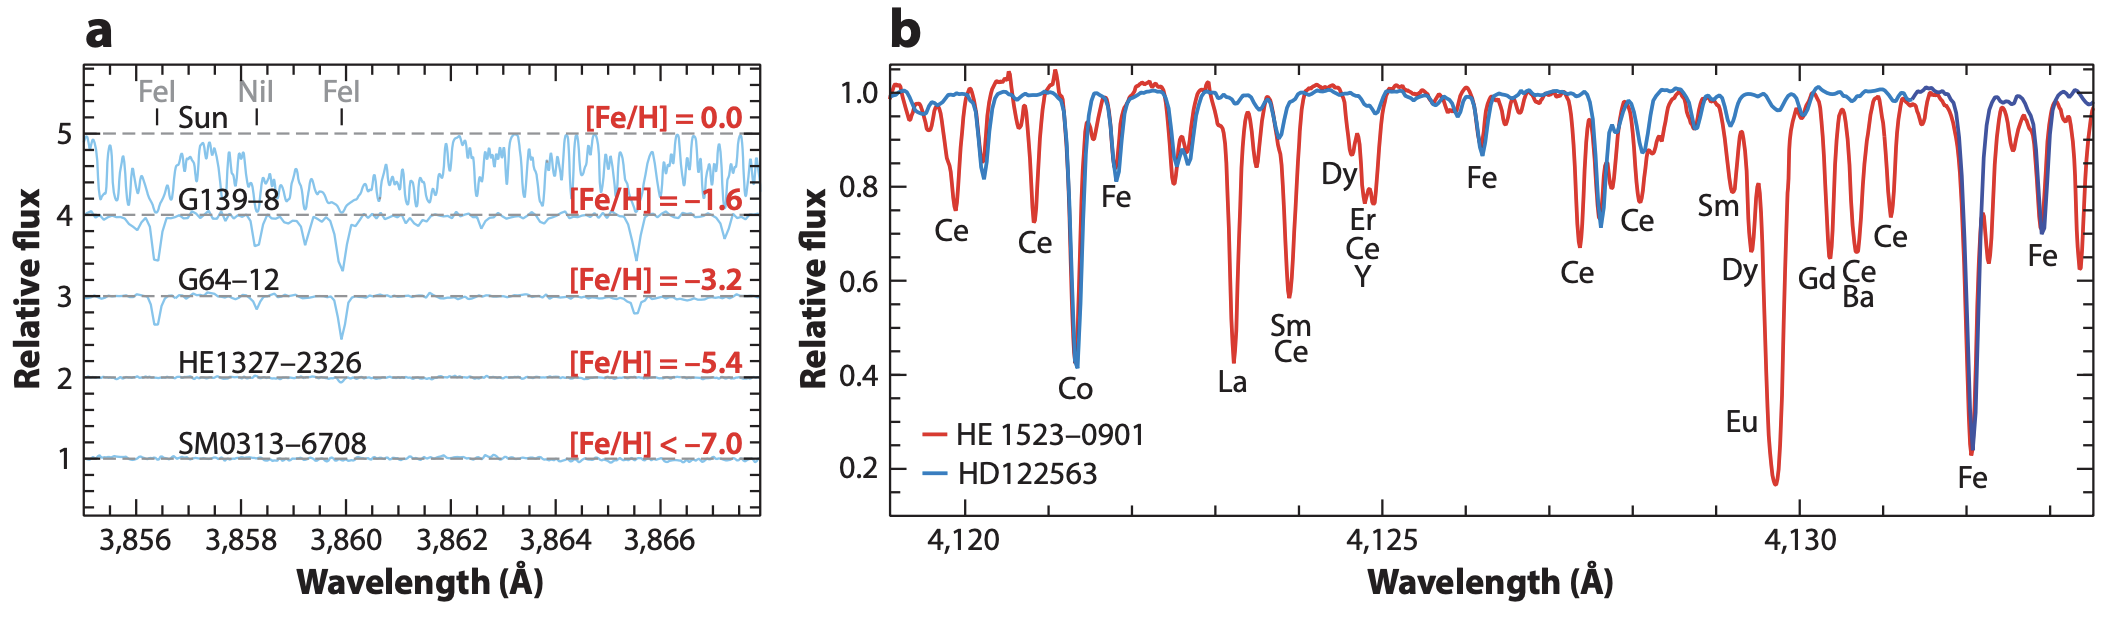 a
FeI NiI FeI
Sun [Fe/H] = 0.0
5
G139–8 [Fe/H] = –1.6
4
G64–12 [Fe/H] = –3.2
3
HE1327–2326 [Fe/H] = –5.4
2
SM0313–6708 [Fe/H] < –7.0
1
Relative flux
3,856 3,858 3,860 3,862 3,864 3,866
Wavelength (Å)
b
1.0
0.8
0.6
0.4
0.2
Relative flux
Ce
Ce
Co
Fe
La
Sm
Ce
Dy
Er
Ce
Y
Fe
Ce
Ce
Sm
Dy
Eu
Gd
Ce
Ba
Ce
Fe
Fe
HE 1523–0901
HD122563
4,120 4,125 4,130
Wavelength (Å)